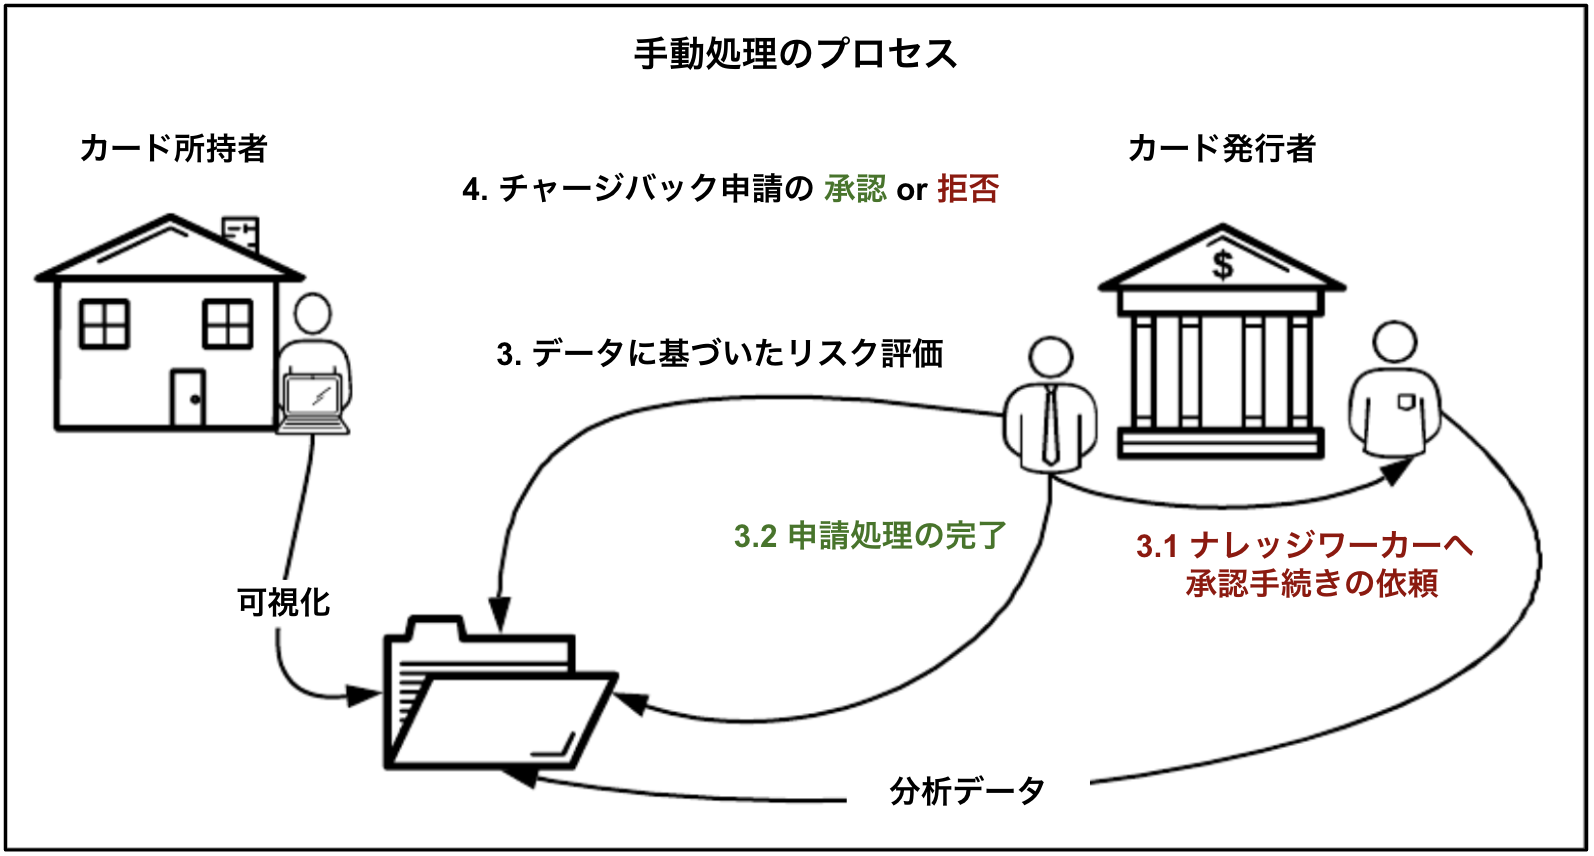 手動処理のプロセス
カード所持者
カード発行者
4. チャージバック申請の 承認 or 拒否
$
3. データに基づいたリスク評価
3.2 申請処理の完了
3.1 ナレッジワーカーへ
承認手続きの依頼
可視化
分析データ